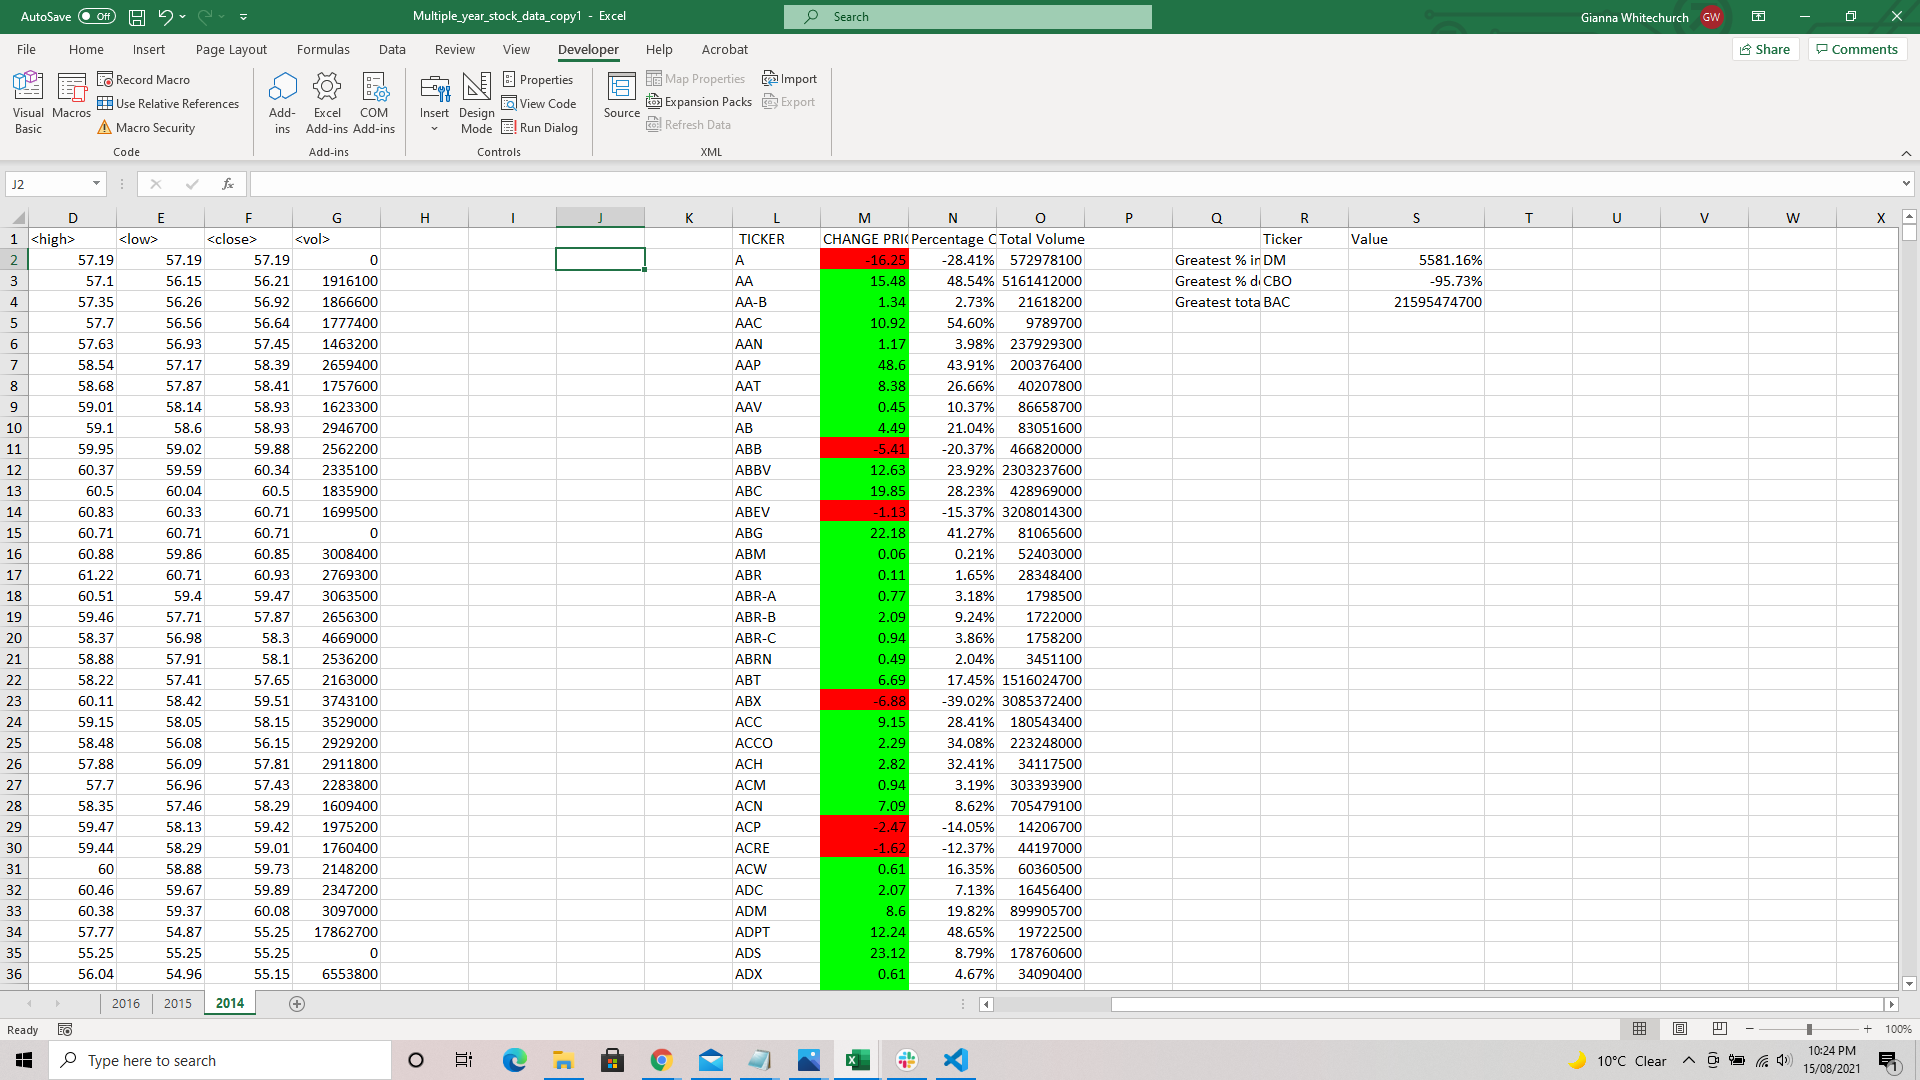 AutoSave Off Multiple_year_stock_data_copy1 - Excel Search Gianna Whitechurch GW
File Home Insert Page Layout Formulas Data Review View Developer Help Acrobat Share Comments
Visual Basic
Macros
Record Macro
Use Relative References
Macro Security
Code
Add-ins
Excel Add-ins
COM Add-ins
Add-ins
Insert
Design Mode
Properties
View Code
Run Dialog
Controls
Source
Map Properties
Expansion Packs
Refresh Data
Import
Export
XML
J2 fx
D E F G H I J K L M N O P Q R S T U V W X
1 <high> <low> <close> <vol> TICKER CHANGE PRI Percentage C Total Volume Ticker Value
2 57.19 57.19 57.19 0 A -16.25 -28.41% 572978100 Greatest % in DM 5581.16%
3 57.1 56.15 56.21 1916100 AA 15.48 48.54% 5161412000 Greatest % d CBO -95.73%
4 57.35 56.26 56.92 1866600 AA-B 1.34 2.73% 21618200 Greatest tota BAC 21595474700
5 57.7 56.56 56.64 1777400 AAC 10.92 54.60% 9789700
6 57.63 56.93 57.45 1463200 AAN 1.17 3.98% 237929300
7 58.54 57.17 58.39 2659400 AAP 48.6 43.91% 200376400
8 58.68 57.87 58.41 1757600 AAT 8.38 26.66% 40207800
9 59.01 58.14 58.93 1623300 AAV 0.45 10.37% 86658700
10 59.1 58.6 58.93 2946700 AB 4.49 21.04% 83051600
11 59.95 59.02 59.88 2562200 ABB -5.41 -20.37% 466820000
12 60.37 59.59 60.34 2335100 ABBV 12.63 23.92% 2303237600
13 60.5 60.04 60.5 1835900 ABC 19.85 28.23% 428969000
14 60.83 60.33 60.71 1699500 ABEV -1.13 -15.37% 3208014300
15 60.71 60.71 60.71 0 ABG 22.18 41.27% 81065600
16 60.88 59.86 60.85 3008400 ABM 0.06 0.21% 52403000
17 61.22 60.71 60.93 2769300 ABR 0.11 1.65% 28348400
18 60.51 59.4 59.47 3063500 ABR-A 0.77 3.18% 1798500
19 59.46 57.71 57.87 2656300 ABR-B 2.09 9.24% 1722000
20 58.37 56.98 58.3 4669000 ABR-C 0.94 3.86% 1758200
21 58.88 57.91 58.1 2536200 ABRN 0.49 2.04% 3451100
22 58.22 57.41 57.65 2163000 ABT 6.69 17.45% 1516024700
23 60.11 58.42 59.51 3743100 ABX -6.88 -39.02% 3085372400
24 59.15 58.05 58.15 3529000 ACC 9.15 28.41% 180543400
25 58.48 56.08 56.15 2929200 ACCO 2.29 34.08% 223248000
26 57.88 56.09 57.81 2911800 ACH 2.82 32.41% 34117500
27 57.7 56.96 57.43 2283800 ACM 0.94 3.19% 303393900
28 58.35 57.46 58.29 1609400 ACN 7.09 8.62% 705479100
29 59.47 58.13 59.42 1975200 ACP -2.47 -14.05% 14206700
30 59.44 58.29 59.01 1760400 ACRE -1.62 -12.37% 44197000
31 60 58.88 59.73 2148200 ACW 0.61 16.35% 60360500
32 60.46 59.67 59.89 2347200 ADC 2.07 7.13% 16456400
33 60.38 59.37 60.08 3097000 ADM 8.6 19.82% 899905700
34 57.77 54.87 55.25 17862700 ADPT 12.24 48.65% 19722500
35 55.25 55.25 55.25 0 ADS 23.12 8.79% 178760600
36 56.04 54.96 55.15 6553800 ADX 0.61 4.67% 34090400
2016 2015 2014
Ready 100%
Type here to search 10°C Clear 10:24 PM
15/08/2021 1